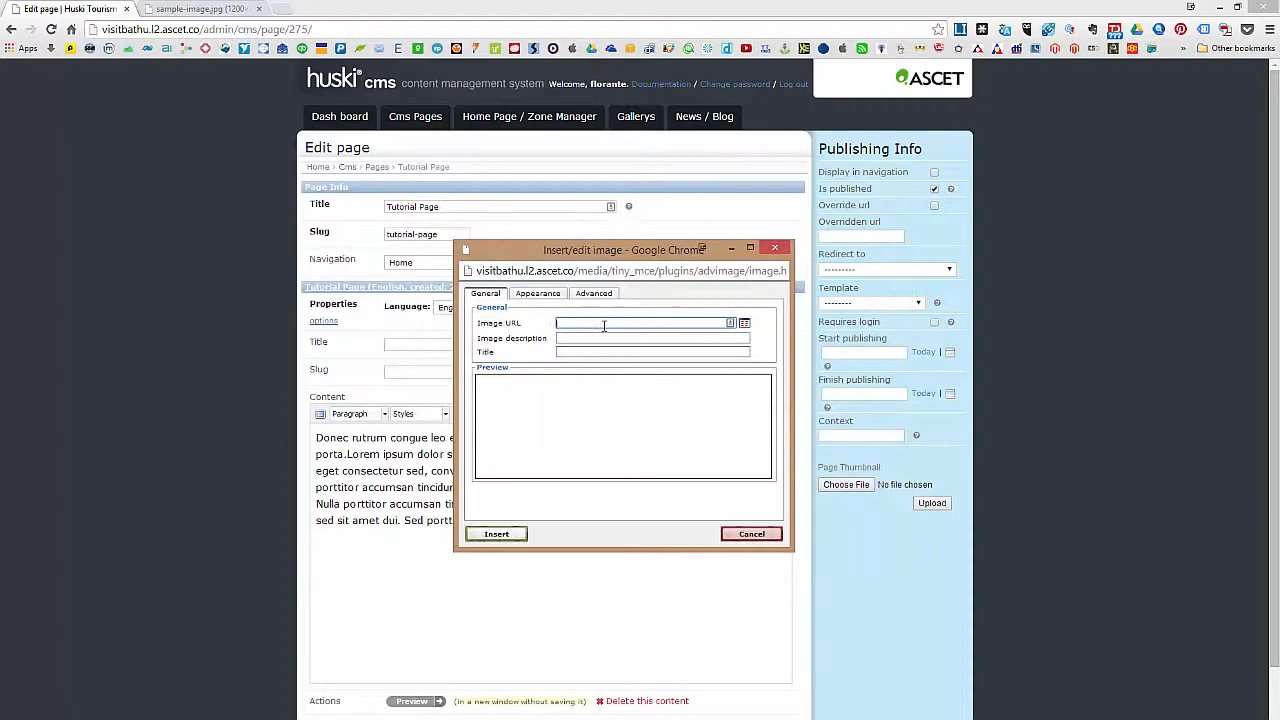 Edit page | Huski Tourism
sample-image.jpg (1200×
visitbathu.l2.ascet.co/admin/cms/page/275/
Apps
Other bookmarks
huski cms content management system
Welcome, florante. Documentation / Change password / Log out
ASCET
Dash board
Cms Pages
Home Page / Zone Manager
Gallerys
News / Blog
Edit page
Home › Cms › Pages › Tutorial Page
Page Info
Title
Tutorial Page
Slug
tutorial-page
Navigation
Home
Tutorial Page (English, created:
Properties
Language:
options
Title
Slug
Content
Paragraph
Styles
Donec rutrum congue leo e
porta.Lorem ipsum dolor s
eget consectetur sed, conv
porttitor accumsan tincidun
Nulla porttitor accumsan t
sed sit amet dui. Sed portt
Actions
Preview
(in a new window without saving it)
Delete this content
Insert/edit image - Google Chrome
visitbathu.l2.ascet.co/media/tiny_mce/plugins/advimage/image.h
General
Appearance
Advanced
General
Image URL
Image description
Title
Preview
Insert
Cancel
Publishing Info
Display in navigation
Is published
Override url
Overridden url
Redirect to
---------
Template
--------
Requires login
Start publishing
Today |
Finish publishing
Today |
Context
Page Thumbnail:
Choose File No file chosen
Upload